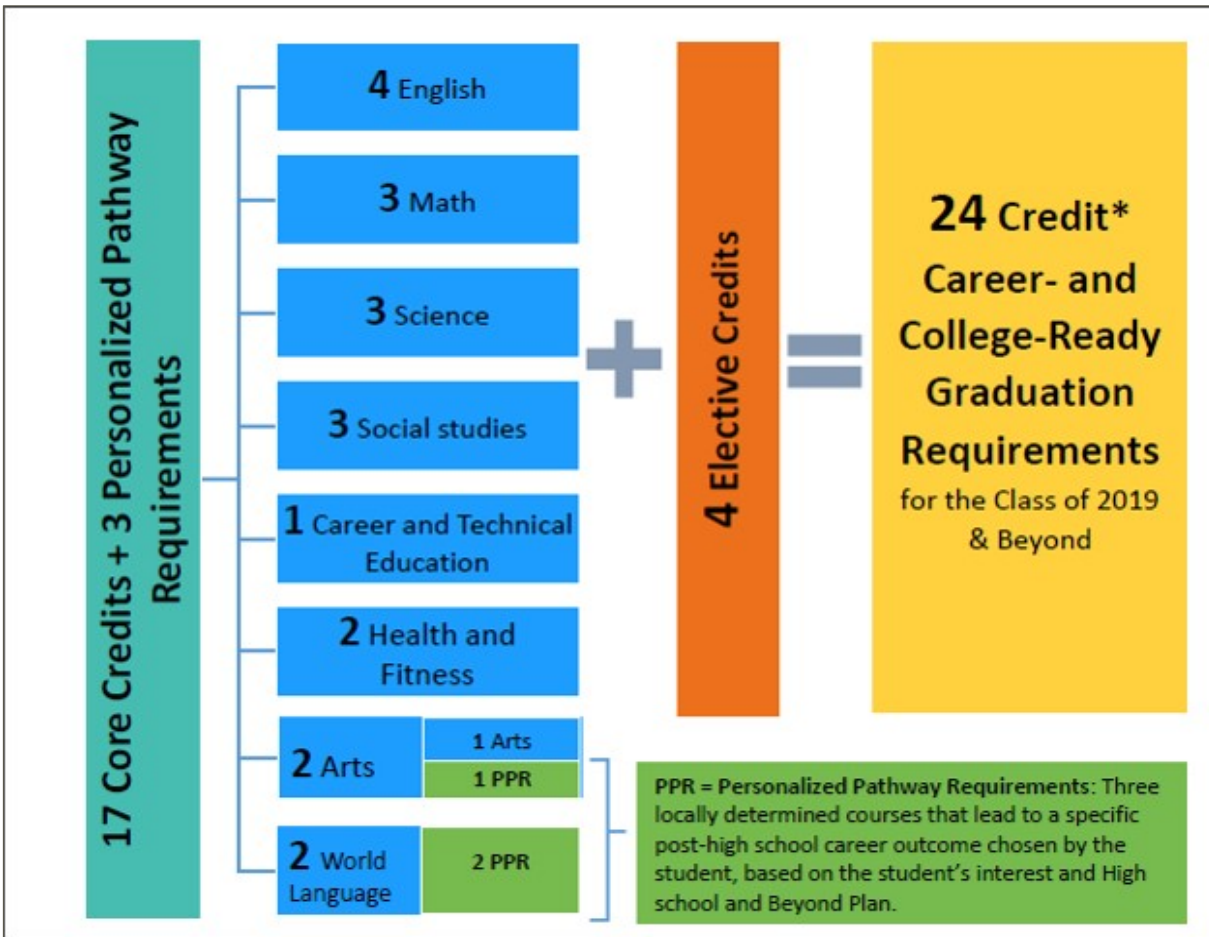 17 Core Credits + 3 Personalized Pathway
Requirements
4 English
3 Math
3 Science
3 Social studies
1 Career and Technical
Education
2 Health and
Fitness
2 Arts
1 Arts
1 PPR
2 World
Language
2 PPR
+
4 Elective Credits
=
24 Credit*
Career- and
College-Ready
Graduation
Requirements
for the Class of 2019
& Beyond
PPR = Personalized Pathway Requirements: Three
locally determined courses that lead to a specific
post-high school career outcome chosen by the
student, based on the student's interest and High
school and Beyond Plan.